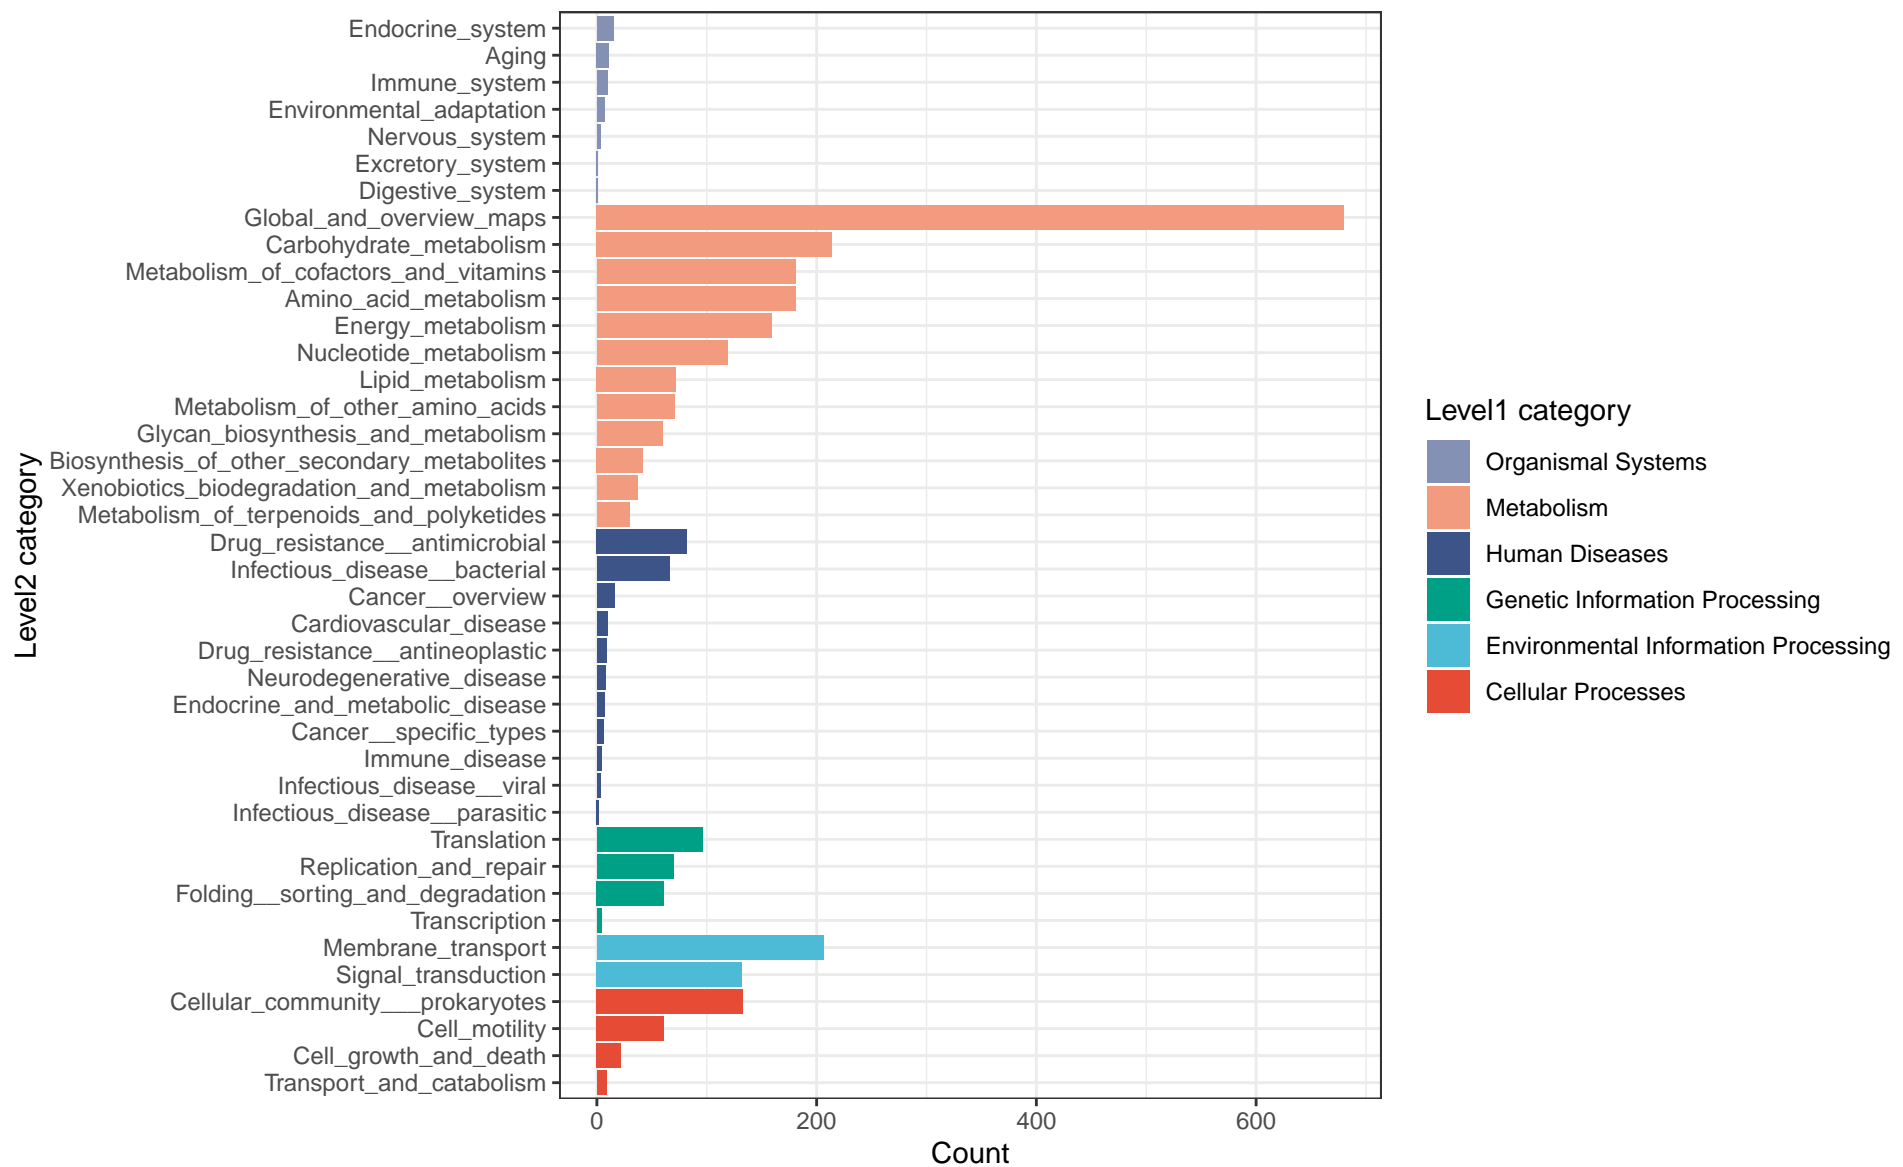 Endocrine_system
Aging
Immune_system
Environmental_adaptation
Nervous_system
Excretory_system
Digestive_system
Global_and_overview_maps
Carbohydrate_metabolism
Metabolism_of_cofactors_and_vitamins
Amino_acid_metabolism
Energy_metabolism
Nucleotide_metabolism
Lipid_metabolism
Metabolism_of_other_amino_acids
Glycan_biosynthesis_and_metabolism
Biosynthesis_of_other_secondary_metabolites
Xenobiotics_biodegradation_and_metabolism
Metabolism_of_terpenoids_and_polyketides
Drug_resistance__antimicrobial
Infectious_disease__bacterial
Cancer__overview
Cardiovascular_disease
Drug_resistance__antineoplastic
Neurodegenerative_disease
Endocrine_and_metabolic_disease
Cancer__specific_types
Immune_disease
Infectious_disease__viral
Infectious_disease__parasitic
Translation
Replication_and_repair
Folding__sorting_and_degradation
Transcription
Membrane_transport
Signal_transduction
Cellular_community___prokaryotes
Cell_motility
Cell_growth_and_death
Transport_and_catabolism
Level2 category
0 200 400 600
Count
Level1 category
Organismal Systems
Metabolism
Human Diseases
Genetic Information Processing
Environmental Information Processing
Cellular Processes